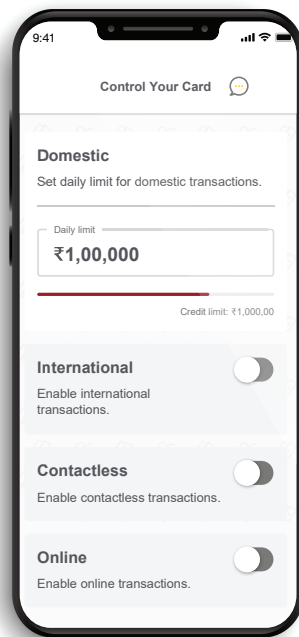 9:41
Control Your Card
Domestic
Set daily limit for domestic transactions.
Daily limit
₹1,00,000
Credit limit: ₹1,000,00
International
Enable international
transactions.
Contactless
Enable contactless transactions.
Online
Enable online transactions.